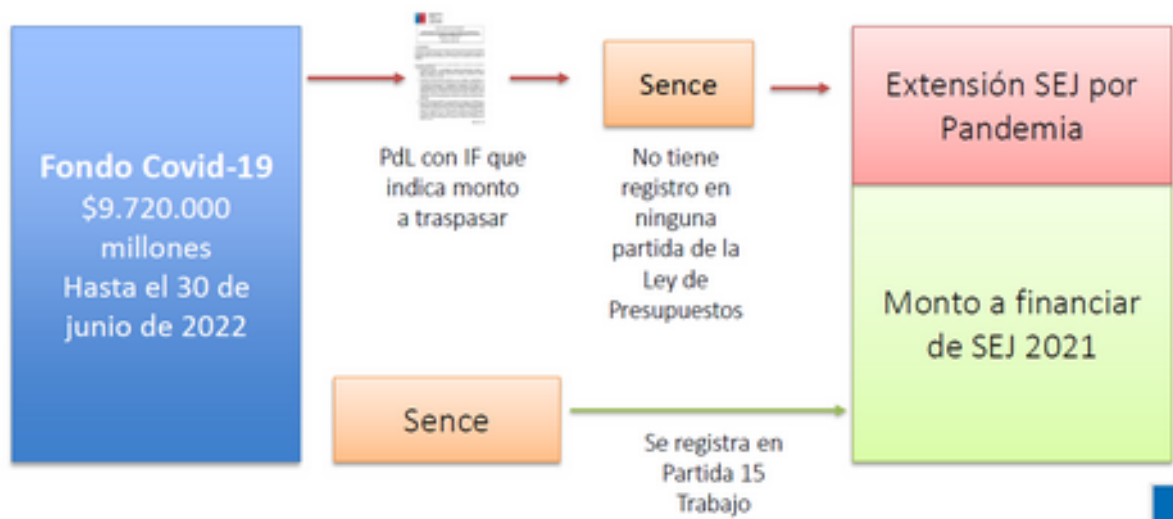 Fondo Covid-19
$9.720.000
millones
Hasta el 30 de
junio de 2022
PdL con IF que
indica monto
a traspasar
Sence
No tiene
registro en
ninguna
partida de la
Ley de
Presupuestos
Extensión SEJ por
Pandemia
Monto a financiar
de SEJ 2021
Sence
Se registra en
Partida 15
Trabajo